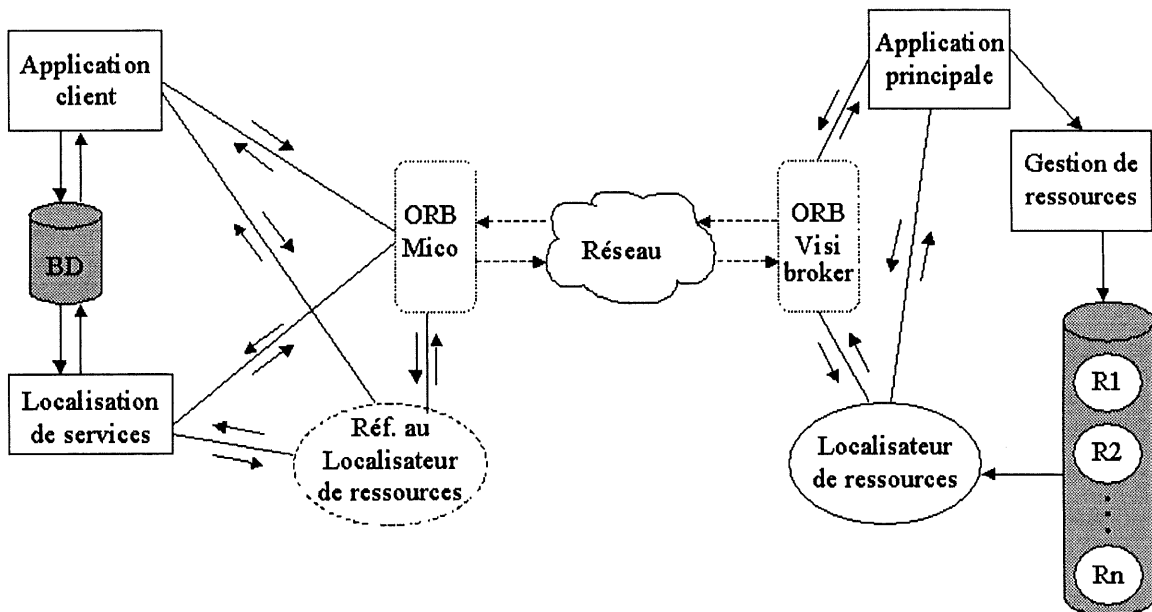 Application
client
BD
Localisation
de services
ORB
Mico
Réf. au
Localisateur
de ressources
Réseau
ORB
Visi
broker
Application
principale
Gestion de
ressources
Localisateur
de ressources
R1
R2
Rn